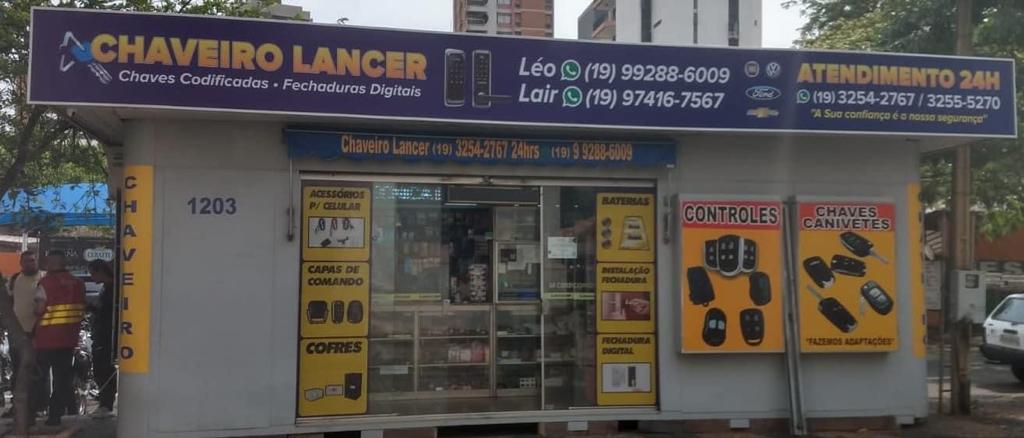 CHAVEIRO LANCER
Chaves Codificadas • Fechaduras Digitais
Léo (19) 99288-6009
Lair (19) 97416-7567
Ford
ATENDIMENTO 24H
(19) 3254-2767 / 3255-5270
"A Sua confiança é a nossa segurança"
Chaveiro Lancer (19) 3254-2767 24hrs (19) 9 9288-6009
CHAVEIRO
1203
ACESSÓRIOS
P/ CELULAR
CAPAS DE
COMANDO
COFRES
BATERIAS
INSTALAÇÃO
FECHADURA
FECHADURA
DIGITAL
CONTROLES
CHAVES
CANIVETES
"FAZEMOS ADAPTAÇÕES"